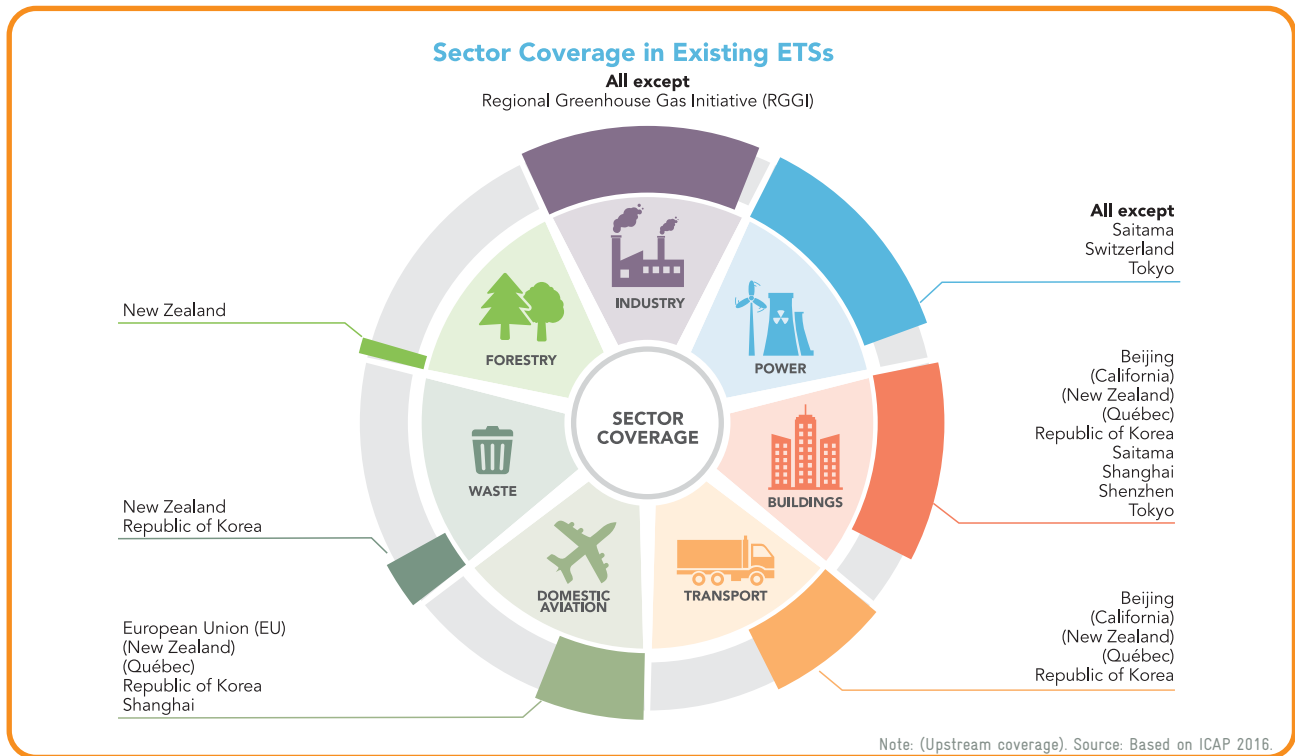 Sector Coverage in Existing ETSs
All except
Regional Greenhouse Gas Initiative (RGGI)
INDUSTRY
All except
Saitama
Switzerland
Tokyo
POWER
Beijing
(California)
(New Zealand)
(Québec)
Republic of Korea
Saitama
Shanghai
Shenzhen
Tokyo
BUILDINGS
Beijing
(California)
(New Zealand)
(Québec)
Republic of Korea
TRANSPORT
European Union (EU)
(New Zealand)
(Québec)
Republic of Korea
Shanghai
DOMESTIC
AVIATION
New Zealand
Republic of Korea
WASTE
New Zealand
FORESTRY
SECTOR
COVERAGE
Note: (Upstream coverage). Source: Based on ICAP 2016.